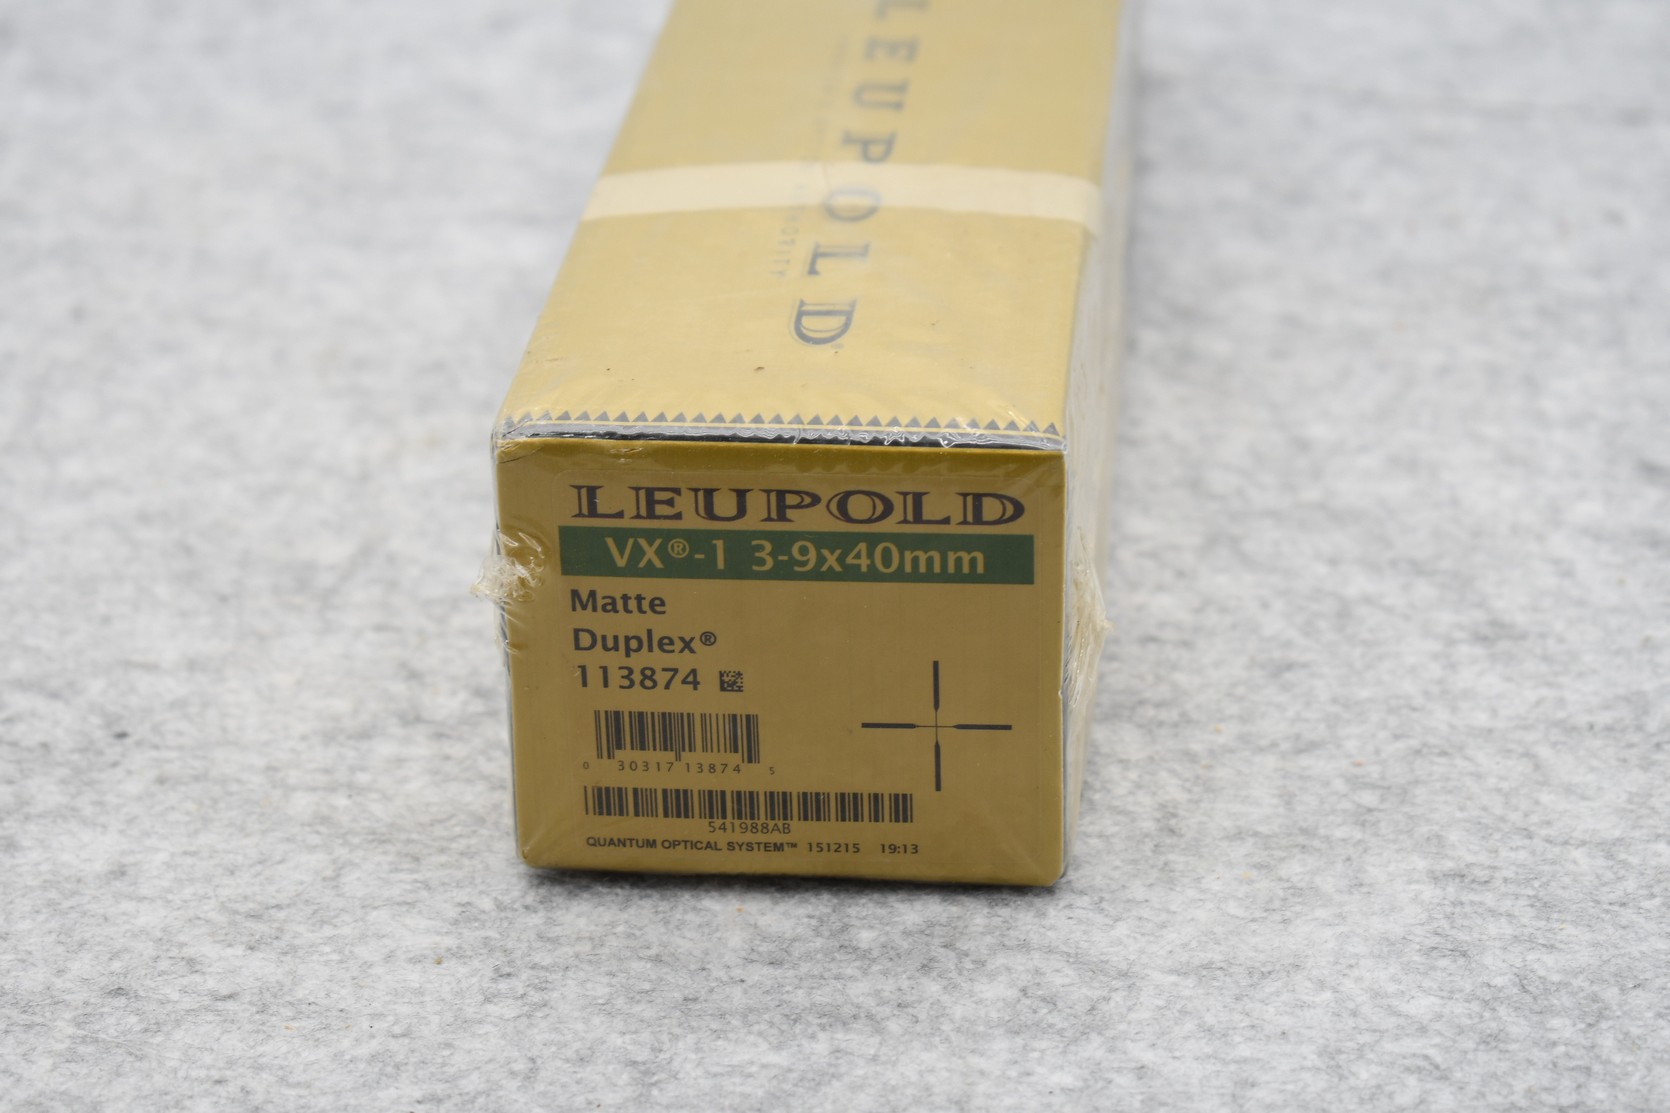 LEUPOLD
LEUPOLD
VX®-1 3-9x40mm
Matte
Duplex®
113874
0 30317 13874 5
541988AB
QUANTUM OPTICAL SYSTEM™ 151215 19:13